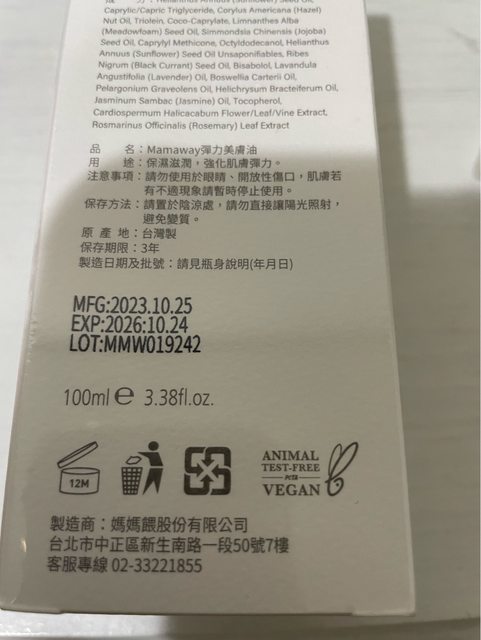 成 分：Helianthus Annuus (Sunflower) Seed Oil,
Caprylic/Capric Triglyceride, Corylus Americana (Hazel)
Nut Oil, Triolein, Coco-Caprylate, Limnanthes Alba
(Meadowfoam) Seed Oil, Simmondsia Chinensis (Jojoba)
Seed Oil, Caprylyl Methicone, Octyldodecanol, Helianthus
Annuus (Sunflower) Seed Oil Unsaponifiables, Ribes
Nigrum (Black Currant) Seed Oil, Bisabolol, Lavandula
Angustifolia (Lavender) Oil, Boswellia Carterii Oil,
Pelargonium Graveolens Oil, Helichrysum Bracteiferum Oil,
Jasminum Sambac (Jasmine) Oil, Tocopherol,
Cardiospermum Halicacabum Flower/Leaf/Vine Extract,
Rosmarinus Officinalis (Rosemary) Leaf Extract
品 名：Mamaway彈力美膚油
用 途：保濕滋潤，強化肌膚彈力。
注意事項：請勿使用於眼睛、開放性傷口，肌膚若
有不適現象請暫時停止使用。
保存方法：請置於陰涼處，請勿直接讓陽光照射，
避免變質。
原 產 地：台灣製
保存期限：3年
製造日期及批號：請見瓶身說明(年月日)
MFG:2023.10.25
EXP:2026:10.24
LOT:MMW019242
100ml e 3.38fl.oz.
12M
ANIMAL
TEST-FREE
PETA
VEGAN
製造商：媽媽餵股份有限公司
台北市中正區新生南路一段50號7樓
客服專線 02-33221855